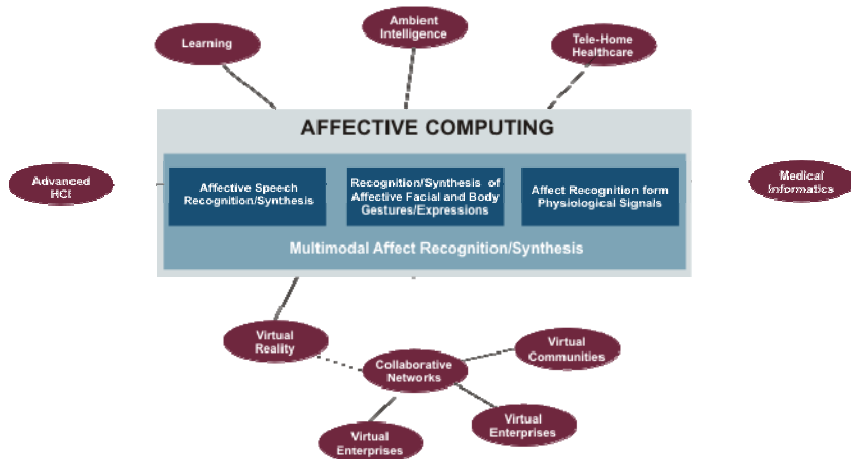 Learning
Ambient
Intelligence
Tele-Home
Healthcare
AFFECTIVE COMPUTING
Advanced
HCI
Affective Speech
Recognition/Synthesis
Recognition/Synthesis of
Affective Facial and Body
Gestures/Expressions
Affect Recognition form
Physiological Signals
Medical
Informatics
Multimodal Affect Recognition/Synthesis
Virtual
Reality
Collaborative
Networks
Virtual
Communities
Virtual
Enterprises
Virtual
Enterprises